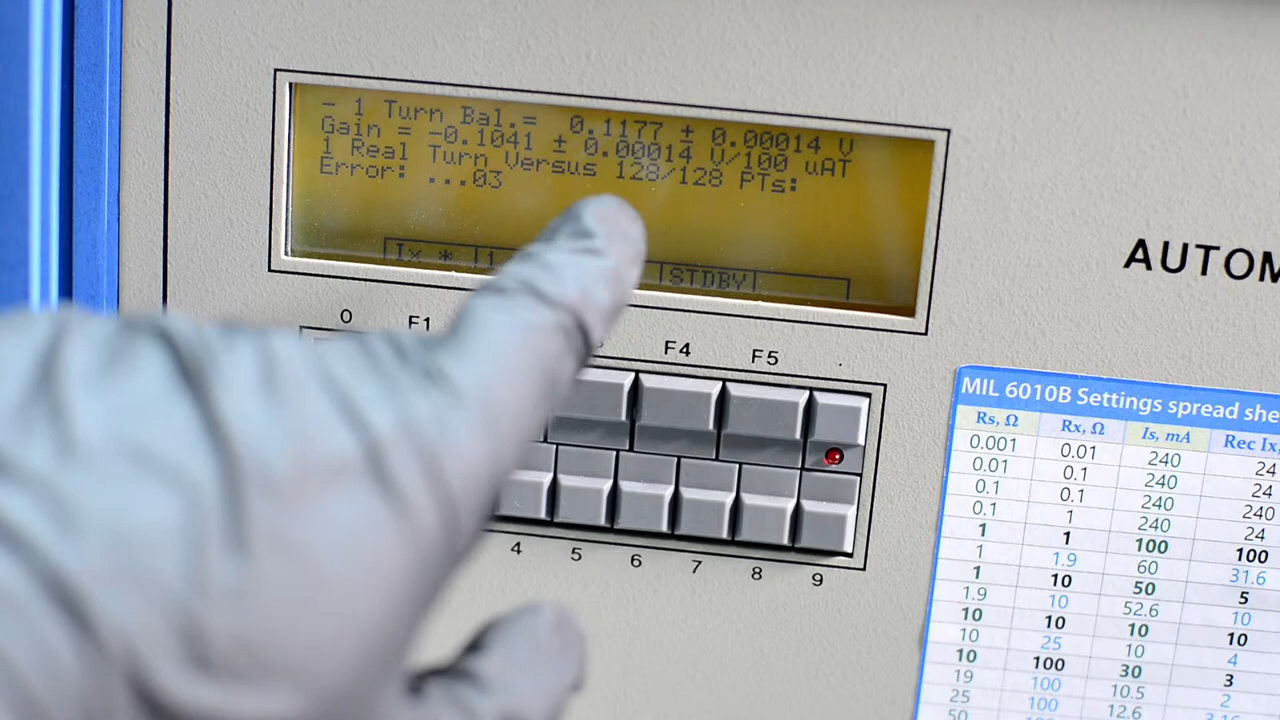 - 1 Turn Bal.= 0.1177 ± 0.00014 V
Gain = -0.1041 ± 0.00014 V/100 uAT
1 Real Turn Versus 128/128 PTs:
Error: ...03
Ix * 1 STDBY
AUTOM
0 F1 F4 F5 .
4 5 6 7 8 9
MIL 6010B Settings spread she
Rs, Ω Rx, Ω Is, mA Rec Ix,
0.001 0.01 240 24
0.01 0.1 240 24
0.1 0.1 240 240
0.1 1 240 24
1 1 100 100
1 1.9 60 31.6
1 10 50 5
1.9 10 52.6 10
10 10 10 10
10 25 10 4
10 100 30 3
19 100 10.5 2
25 100 12.6
50